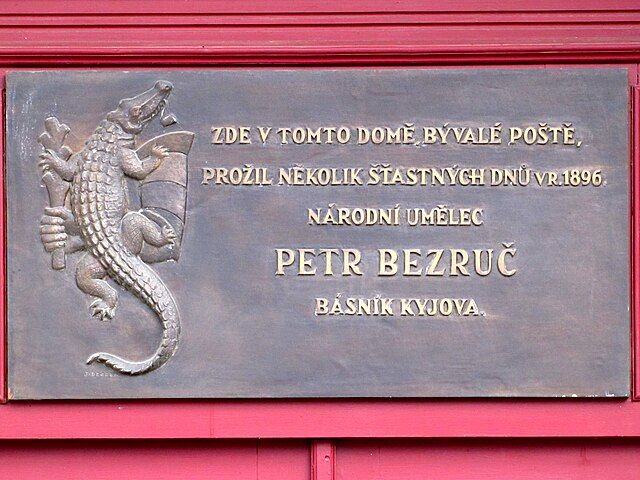 ZDE V TOMTO DOMĚ, BÝVALÉ POŠTĚ,
PROŽIL NĚKOLIK ŠŤASTNÝCH DNŮ V R. 1896
NÁRODNÍ UMĚLEC
PETR BEZRUČ
BÁSNÍK KYJOVA.